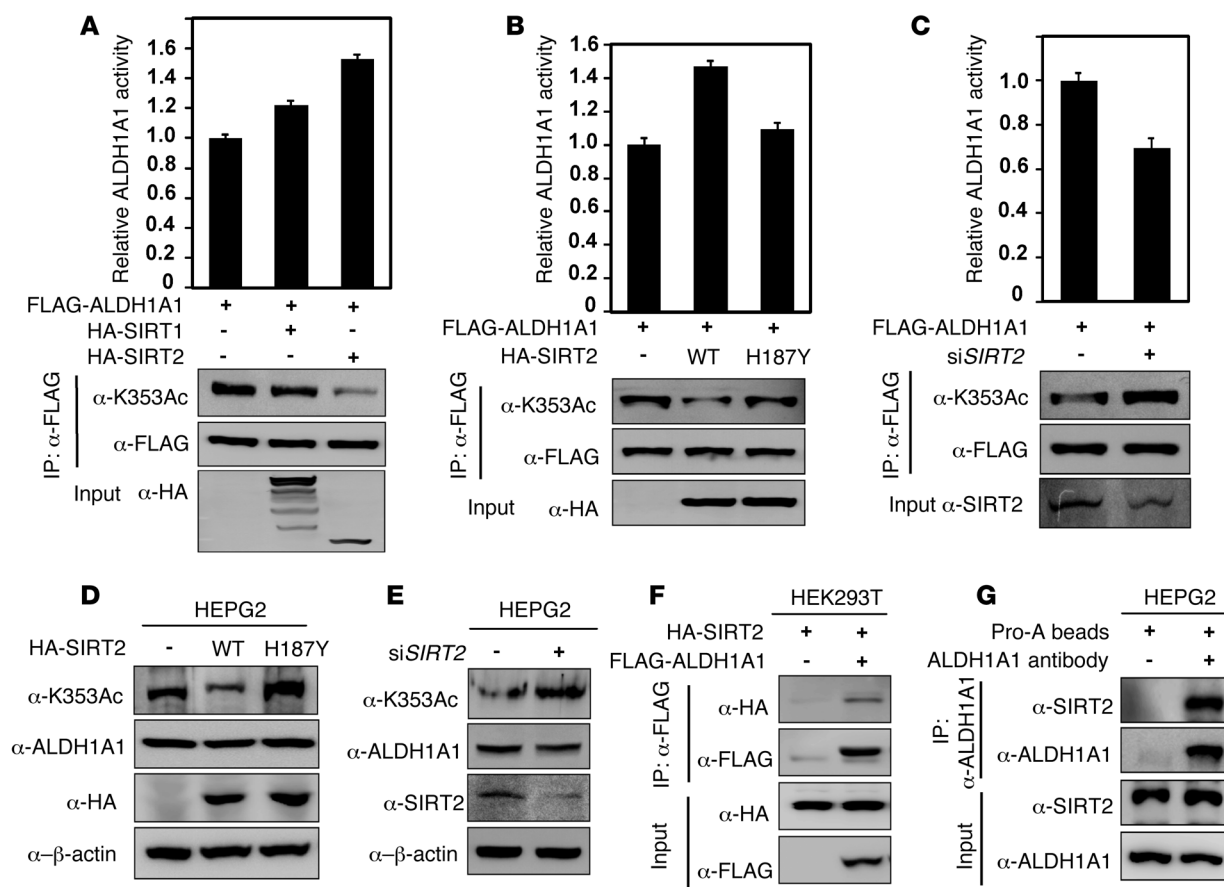 A
Relative ALDH1A1 activity
1.6
1.4
1.2
1.0
0.8
0.6
0.4
0.2
0
FLAG-ALDH1A1 + + +
HA-SIRT1 - + -
HA-SIRT2 - - +
IP: α-FLAG
α-K353Ac
α-FLAG
Input α-HA
B
Relative ALDH1A1 activity
1.6
1.4
1.2
1.0
0.8
0.6
0.4
0.2
0
FLAG-ALDH1A1 + + +
HA-SIRT2 - WT H187Y
IP: α-FLAG
α-K353Ac
α-FLAG
Input α-HA
C
Relative ALDH1A1 activity
1.0
0.8
0.6
0.4
0.2
0
FLAG-ALDH1A1 + +
siSIRT2 - +
IP: α-FLAG
α-K353Ac
α-FLAG
Input α-SIRT2
D
HEPG2
HA-SIRT2 - WT H187Y
α-K353Ac
α-ALDH1A1
α-HA
α–β-actin
E
HEPG2
siSIRT2 - +
α-K353Ac
α-ALDH1A1
α-SIRT2
α–β-actin
F
HEK293T
HA-SIRT2 + +
FLAG-ALDH1A1 - +
IP: α-FLAG
α-HA
α-FLAG
Input
α-HA
α-FLAG
G
HEPG2
Pro-A beads + +
ALDH1A1 antibody - +
IP:
α-ALDH1A1
α-SIRT2
α-ALDH1A1
Input
α-SIRT2
α-ALDH1A1